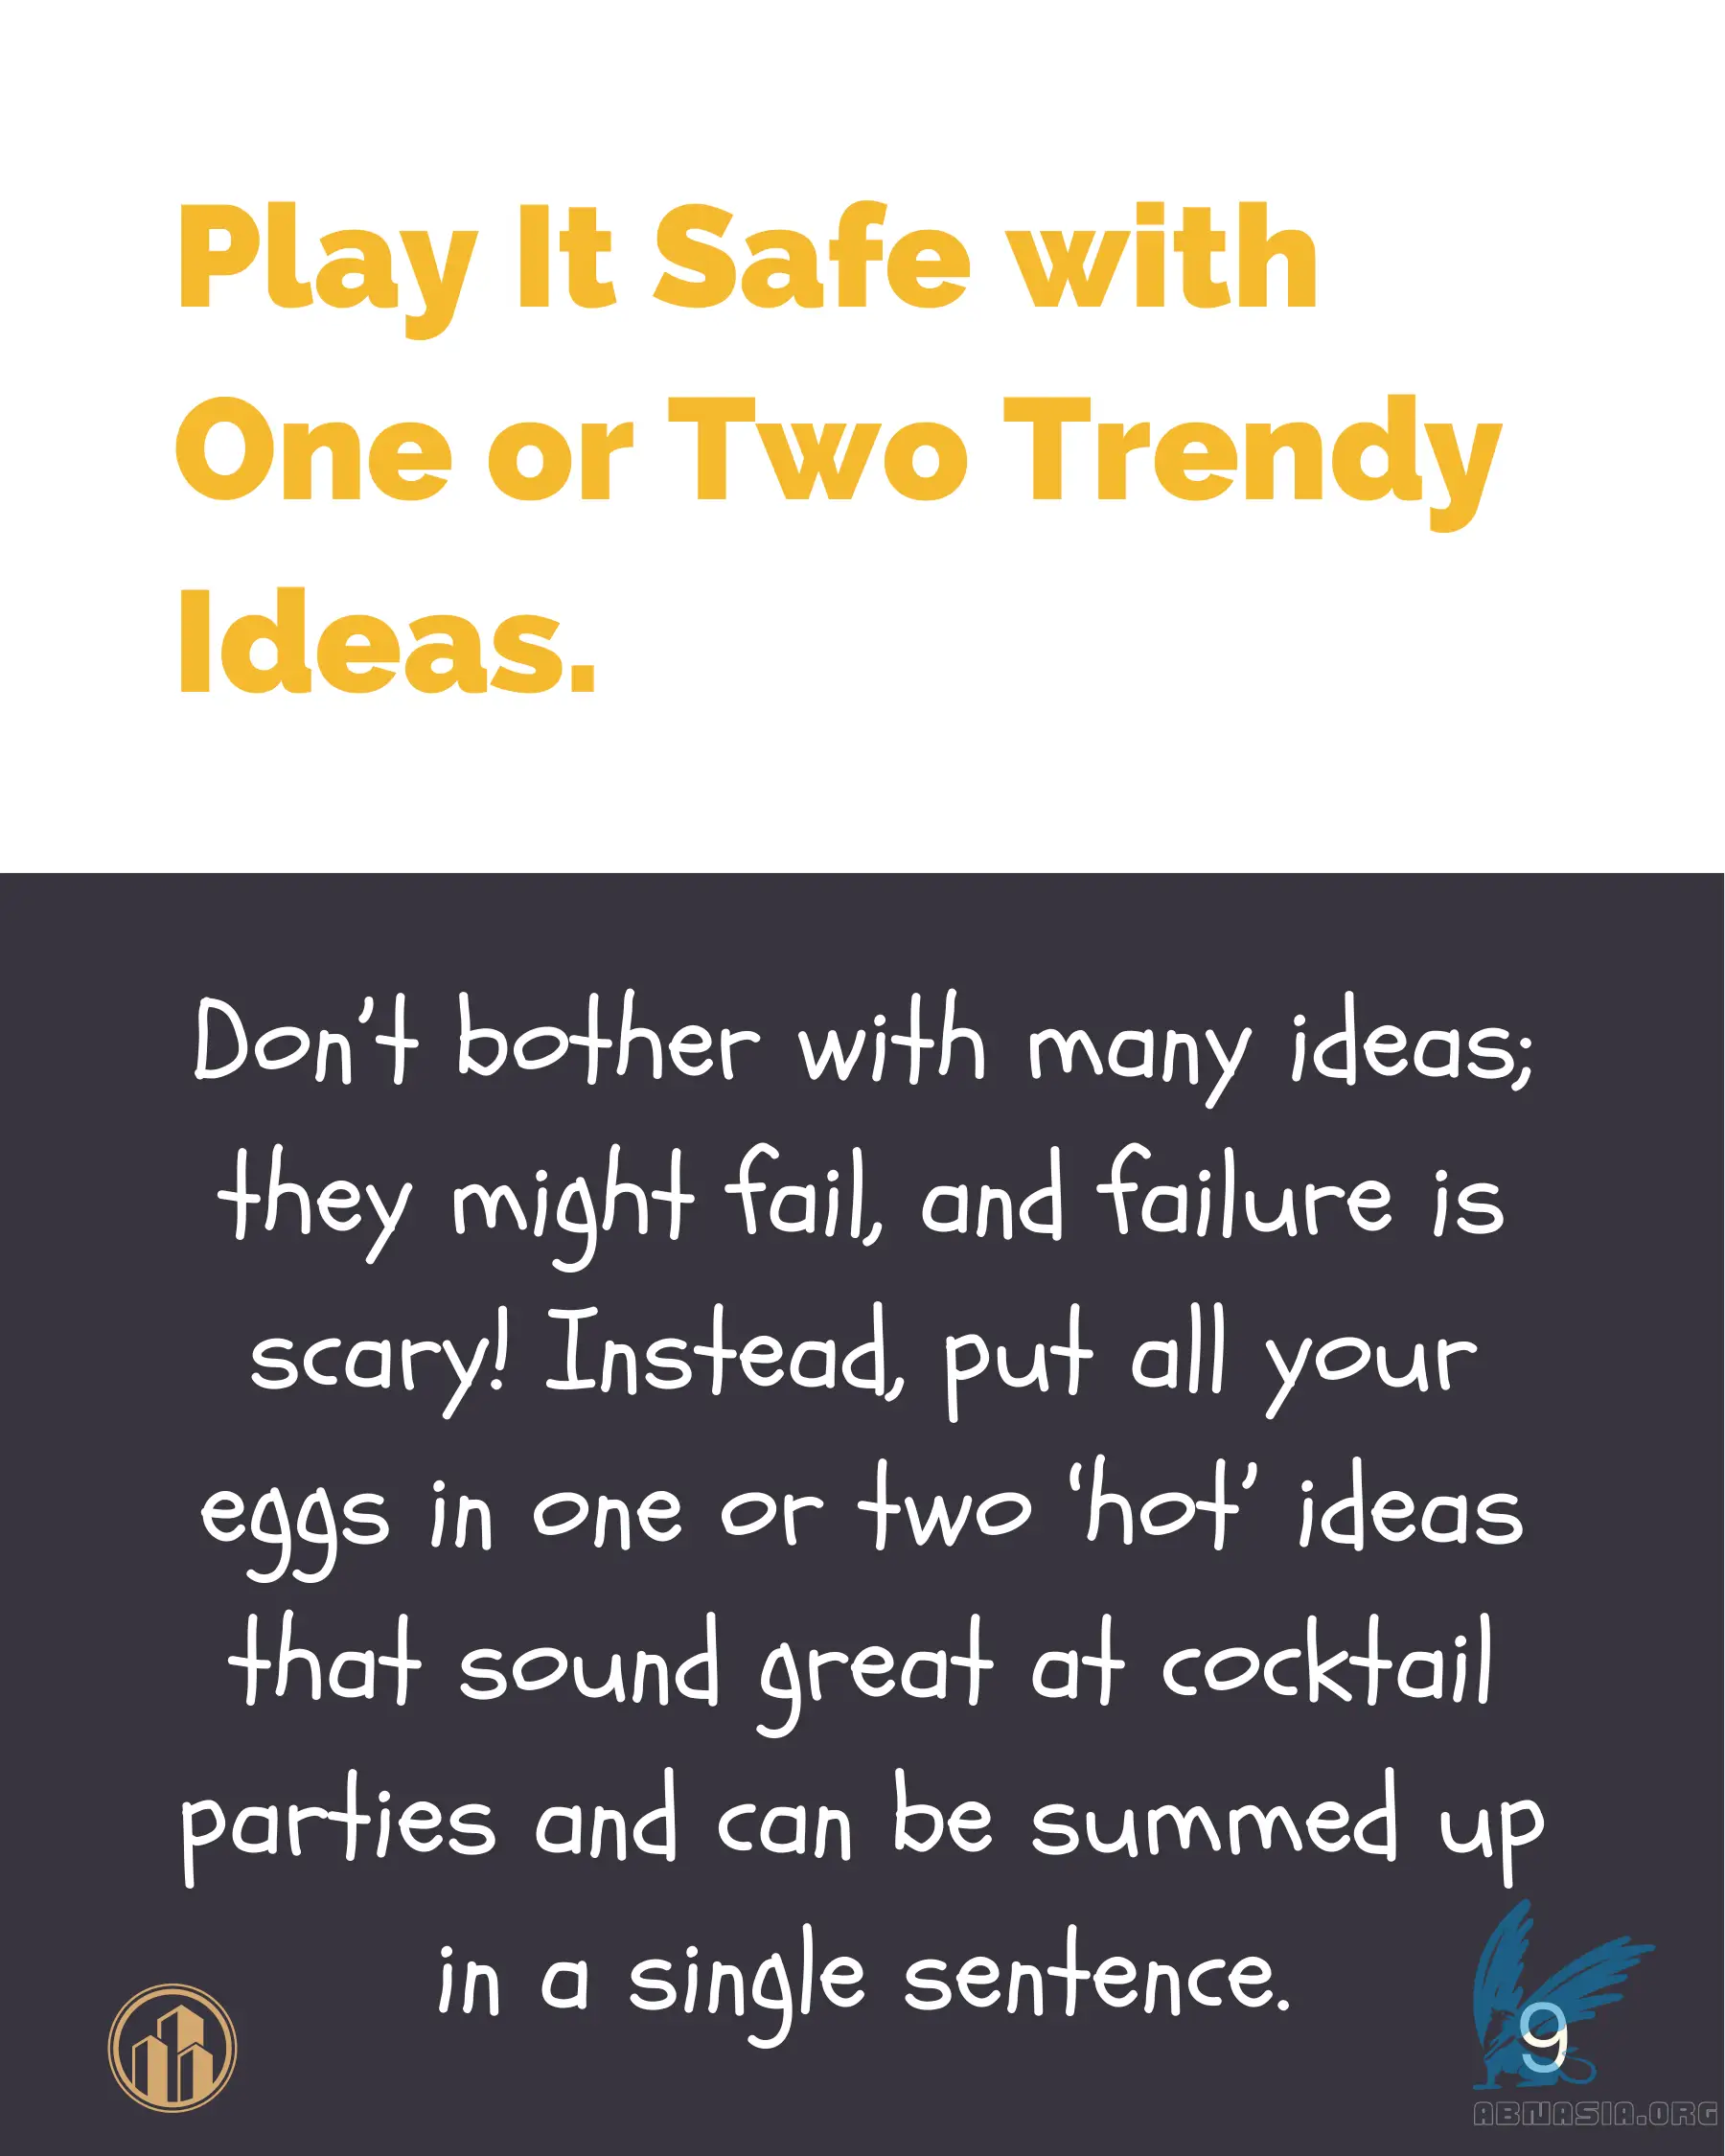 Play It Safe with
One or Two Trendy
Ideas.
Don't bother with many ideas;
they might fail, and failure is
scary! Instead, put all your
eggs in one or two 'hot' ideas
that sound great at cocktail
parties and can be summed up
in a single sentence.
9
ABNASIA.ORG